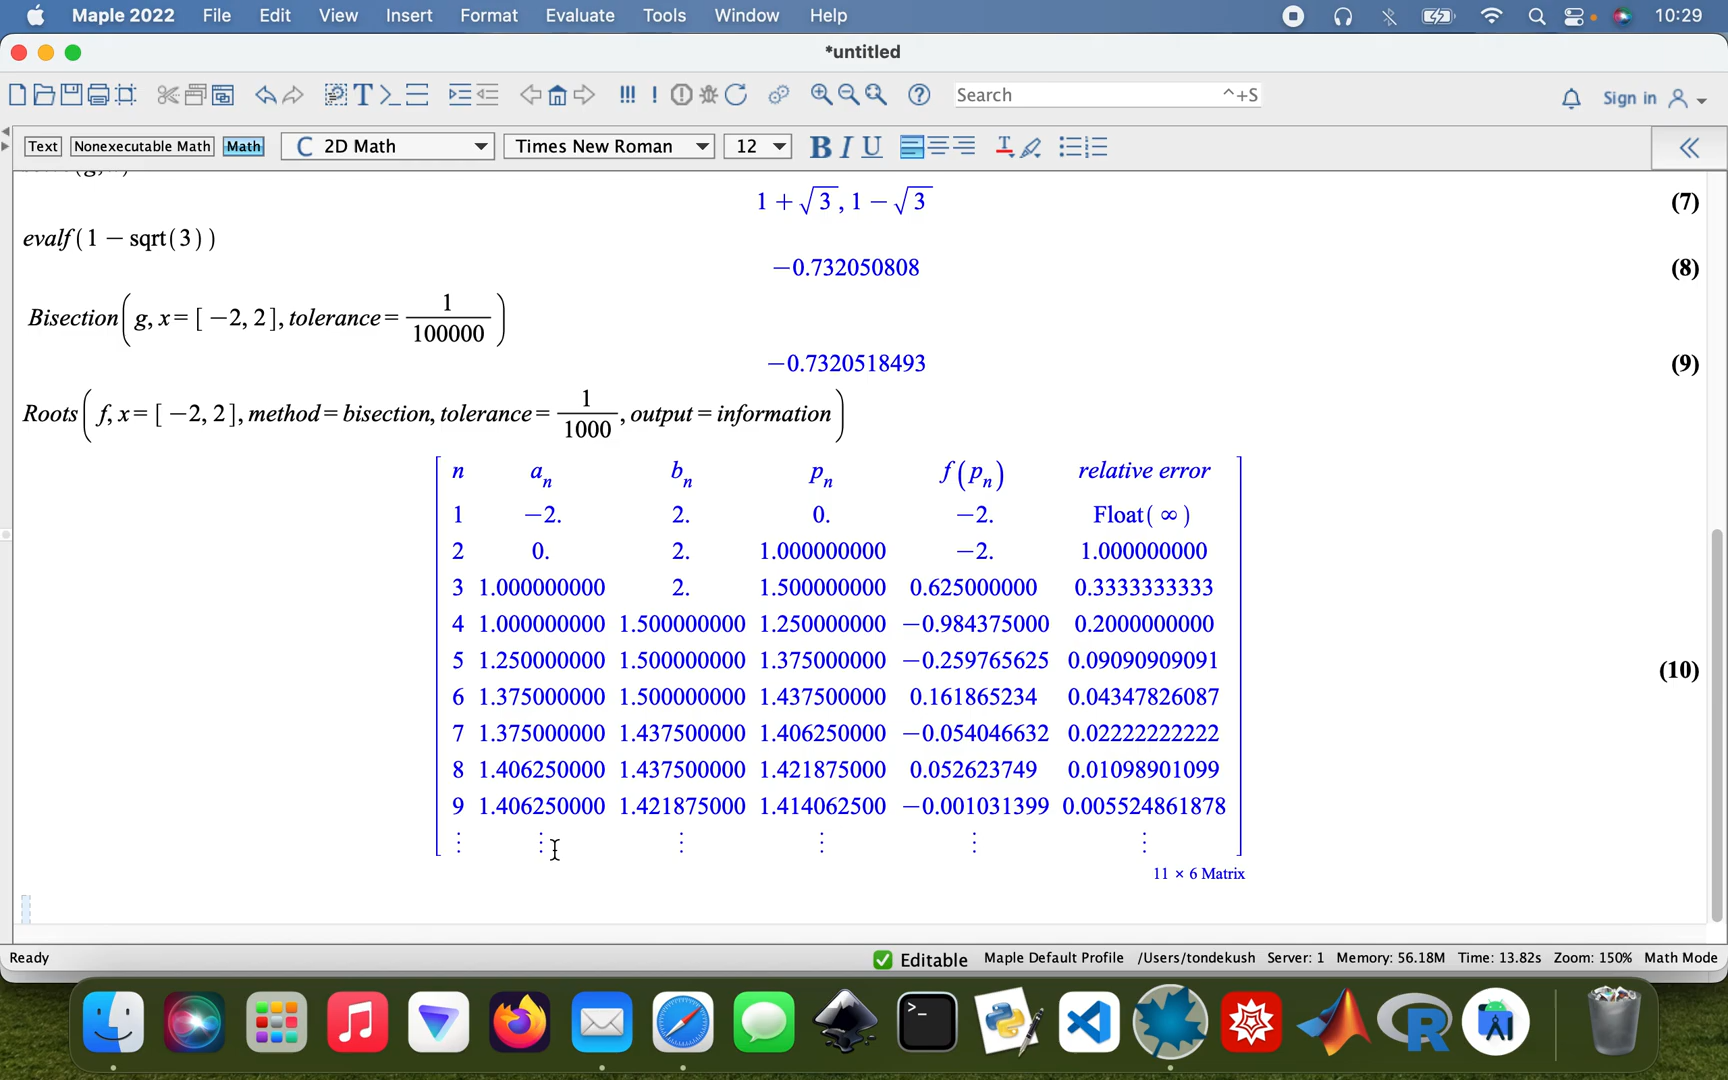 Maple 2022 File Edit View Insert Format Evaluate Tools Window Help 10:29
*untitled
Search ^+S Sign in
Text Nonexecutable Math Math C 2D Math Times New Roman 12 B I U
1 + √3, 1 − √3 (7)
evalf(1 − sqrt(3))
−0.732050808 (8)
Bisection(g, x = [ −2, 2], tolerance = 1/100000)
−0.7320518493 (9)
Roots(f, x = [ −2, 2], method = bisection, tolerance = 1/1000, output = information)
n a_n b_n p_n f(p_n) relative error
1 −2. 2. 0. −2. Float(∞)
2 0. 2. 1.000000000 −2. 1.000000000
3 1.000000000 2. 1.500000000 0.625000000 0.3333333333
4 1.000000000 1.500000000 1.250000000 −0.984375000 0.2000000000
5 1.250000000 1.500000000 1.375000000 −0.259765625 0.09090909091
6 1.375000000 1.500000000 1.437500000 0.161865234 0.04347826087
7 1.375000000 1.437500000 1.406250000 −0.054046632 0.02222222222
8 1.406250000 1.437500000 1.421875000 0.052623749 0.01098901099
9 1.406250000 1.421875000 1.414062500 −0.001031399 0.005524861878
⋮ ⋮ ⋮ ⋮ ⋮ ⋮
(10)
11 × 6 Matrix
Ready Editable Maple Default Profile /Users/tondekush Server: 1 Memory: 56.18M Time: 13.82s Zoom: 150% Math Mode